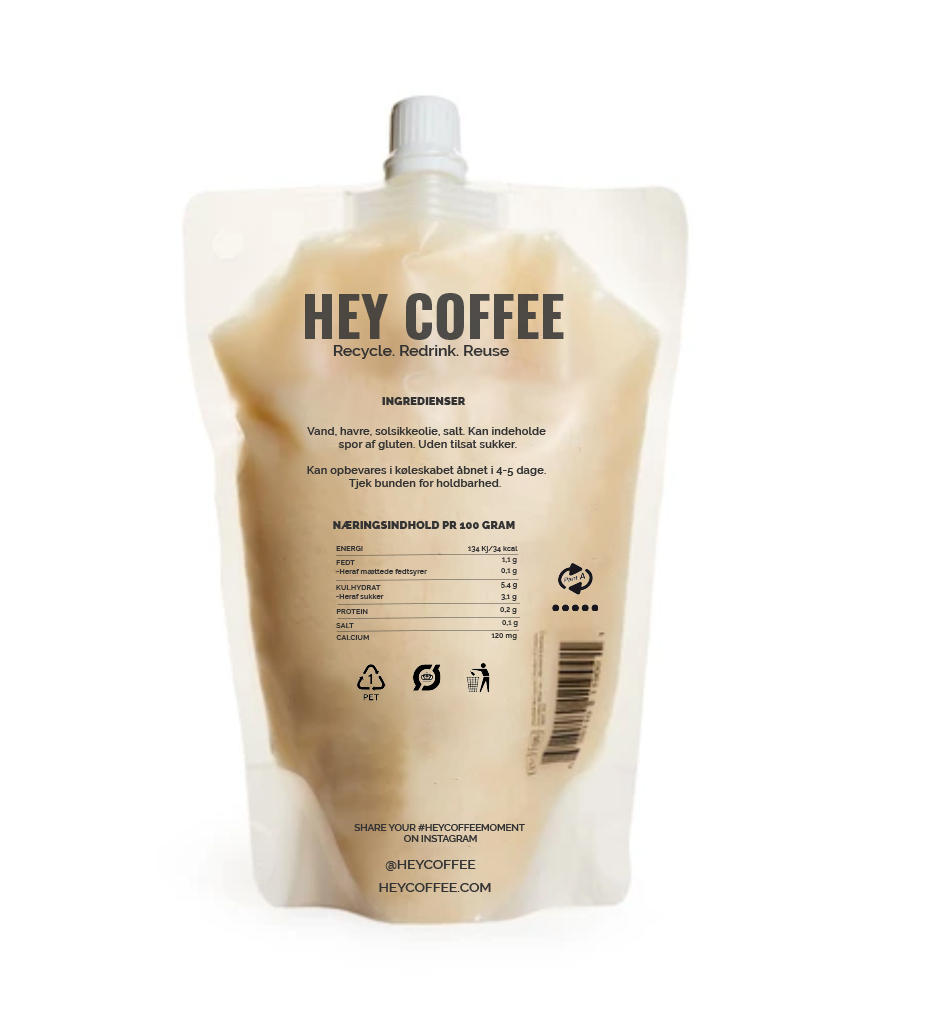 HEY COFFEE
Recycle. Redrink. Reuse
INGREDIENSER
Vand, havre, solsikkeolie, salt. Kan indeholde
spor af gluten. Uden tilsat sukker.
Kan opbevares i køleskabet åbnet i 4-5 dage.
Tjek bunden for holdbarhed.
NÆRINGSINDHOLD PR 100 GRAM
ENERGI 134 Kj/34 kcal
FEDT 1,1 g
-Heraf mættede fedtsyrer 0,1 g
KULHYDRAT 5.4 g
-Heraf sukker 3,1 g
PROTEIN 0,2 g
SALT 0,1 g
CALCIUM 120 mg
Pant A
1
PET
SHARE YOUR #HEYCOFFEEMOMENT
ON INSTAGRAM
@HEYCOFFEE
HEYCOFFEE.COM